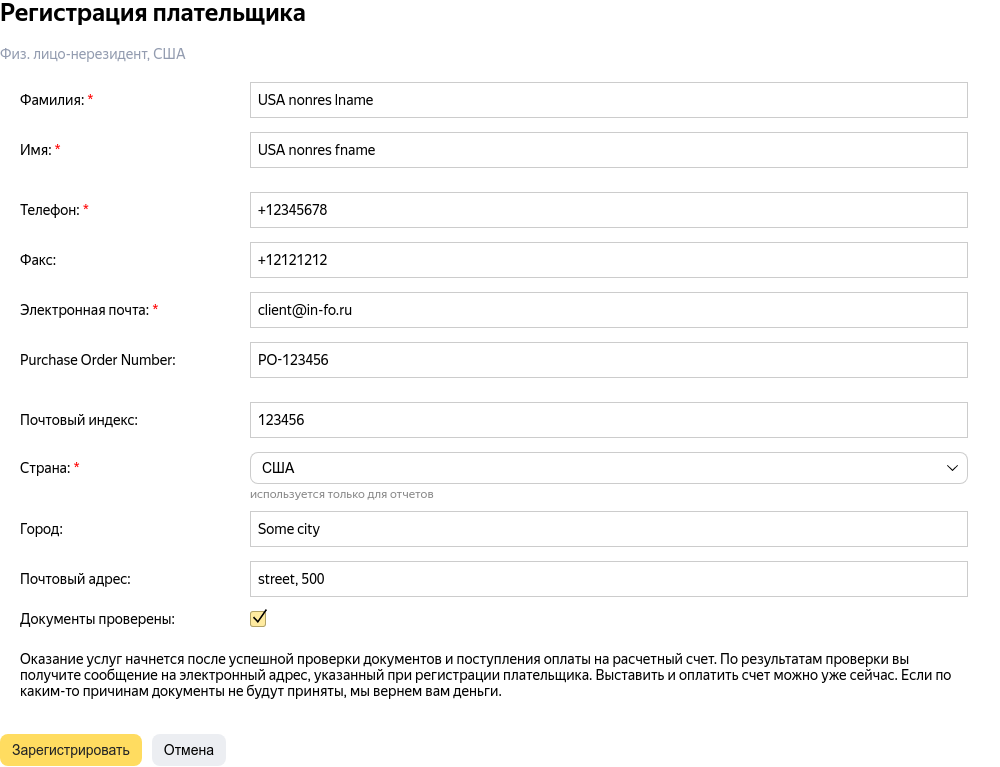 Регистрация плательщика
Физ. лицо-нерезидент, США
Фамилия: * USA nonres lname
Имя: * USA nonres fname
Телефон: * +12345678
Факс: +12121212
Электронная почта: * client@in-fo.ru
Purchase Order Number: PO-123456
Почтовый индекс: 123456
Страна: * США
используется только для отчетов
Город: Some city
Почтовый адрес: street, 500
Документы проверены:
Оказание услуг начнется после успешной проверки документов и поступления оплаты на расчетный счет. По результатам проверки вы
получите сообщение на электронный адрес, указанный при регистрации плательщика. Выставить и оплатить счет можно уже сейчас. Если по
каким-то причинам документы не будут приняты, мы вернем вам деньги.
Зарегистрировать Отмена